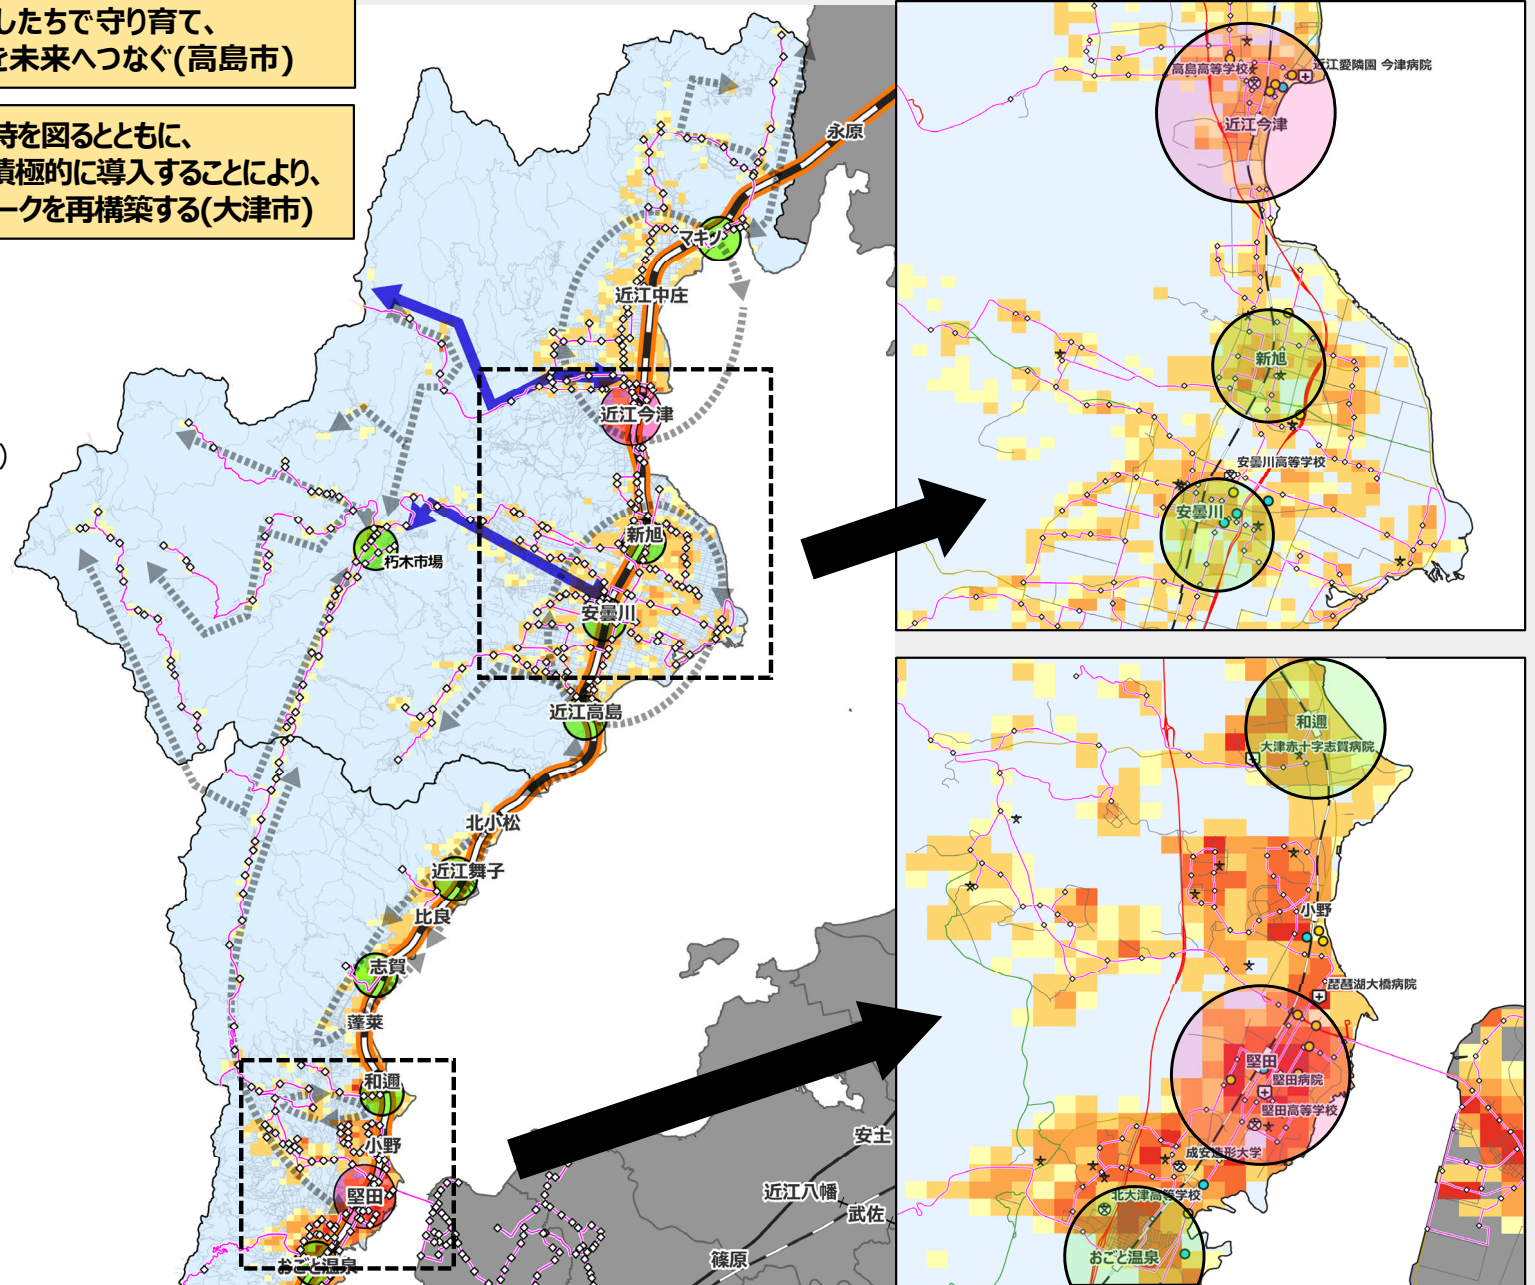 したちで守り育て、
を未来へつなぐ(高島市)
持を図るとともに、
積極的に導入することにより、
ークを再構築する(大津市)
)
永原
マキノ
近江中庄
近江今津
新旭
朽木市場
安曇川
近江高島
北小松
近江舞子
比良
志賀
蓬莱
和邇
小野
堅田
おごと温泉
安土
近江八幡
武佐
篠原
高島高等学校
近江愛隣園 今津病院
近江今津
新旭
安曇川高等学校
安曇川
和邇
大津赤十字志賀病院
小野
琵琶湖大橋病院
堅田
堅田病院
堅田高等学校
成安造形大学
北大津高等学校
おごと温泉